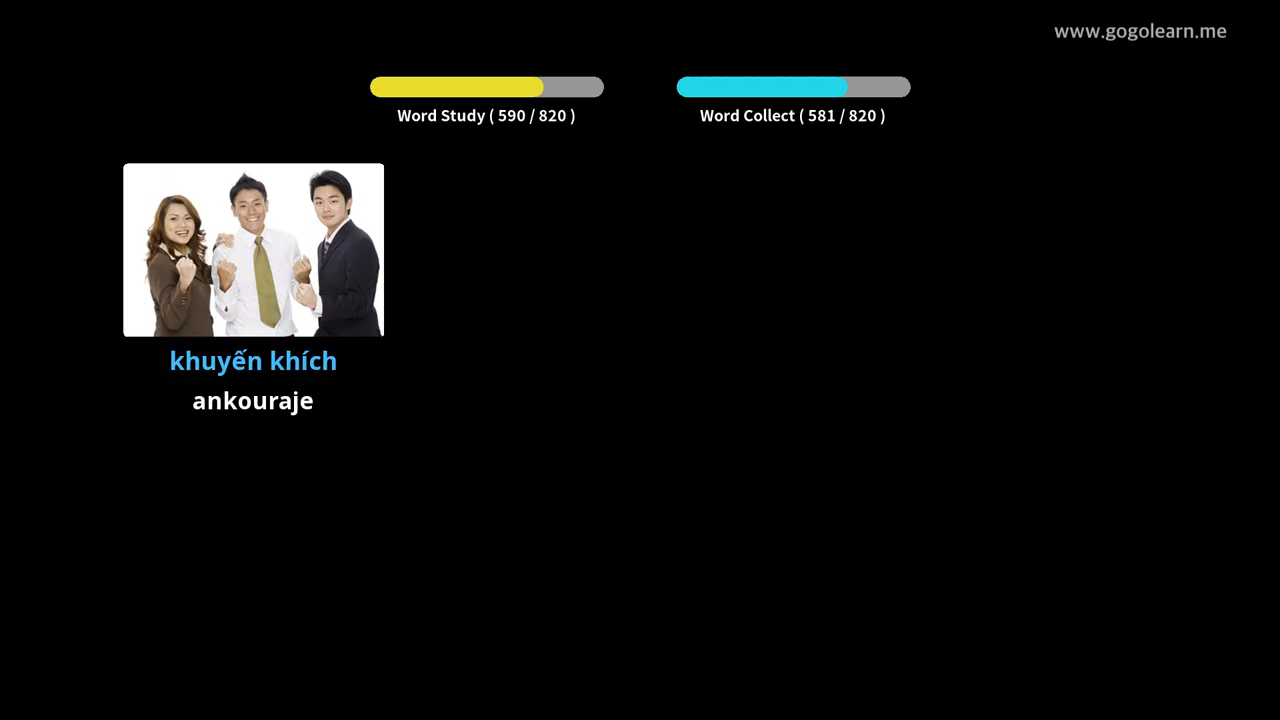 www.gogolearn.me
Word Study ( 590 / 820 )
Word Collect ( 581 / 820 )
khuyến khích
ankouraje